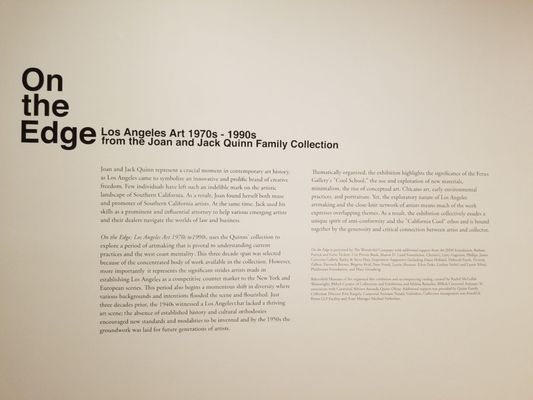 On
the
Edge
Los Angeles Art 1970s - 1990s
from the Joan and Jack Quinn Family Collection
Joan and Jack Quinn represent a crucial moment in contemporary art history,
as Los Angeles came to symbolize an innovative and prolific brand of creative
freedom. Few individuals have left such an indelible mark on the artistic
landscape of Southern California. As a result, Joan found herself both muse
and promoter of Southern California artists. At the same time, Jack used his
skills as a prominent and influential attorney to help various emerging artists
and their dealers navigate the worlds of law and business.
On the Edge: Los Angeles Art 1970s to 1990s, uses the Quinns' collection to
explore a period of artmaking that is pivotal to understanding current
practices and the west coast mentality. This three decade span was selected
because of the concentrated body of work available in the collection. However,
more importantly it represents the significant strides artists made in
establishing Los Angeles as a competitive counter market to the New York and
European scenes. This period also begins a momentous shift in diversity where
various backgrounds and intentions flooded the scene and flourished. Just
three decades prior, the 1940s witnessed a Los Angeles that lacked a thriving
art scene; the absence of established history and cultural orthodoxies
encouraged new standards and modalities to be invented and by the 1950s the
groundwork was laid for future generations of artists.
Thematically organized, the exhibition highlights the significance of the Ferus
Gallery's "Cool School," the use and exploration of new materials,
minimalism, the rise of conceptual art, Chicano art, early environmental
practices, and portraiture. Yet, the exploratory nature of Los Angeles
artmaking and the close-knit network of artists means much of the work
expresses overlapping themes. As a result, the exhibition collectively exudes a
unique spirit of anti-conformity and the "California Cool" ethos and is bound
together by the generosity and critical connection between artist and collector.
On the Edge is presented by The Wonderful Company with additional support from the